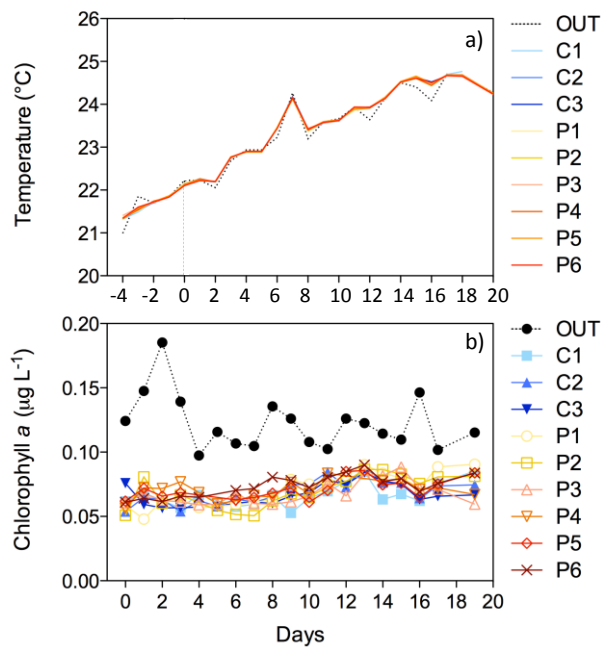 a)
Temperature (°C)
26
25
24
23
22
21
20
-4
-2
0
2
4
6
8
10
12
14
16
18
20
OUT
C1
C2
C3
P1
P2
P3
P4
P5
P6
b)
Chlorophyll a (µg L⁻¹)
0.20
0.15
0.10
0.05
0.00
0
2
4
6
8
10
12
14
16
18
20
Days
OUT
C1
C2
C3
P1
P2
P3
P4
P5
P6